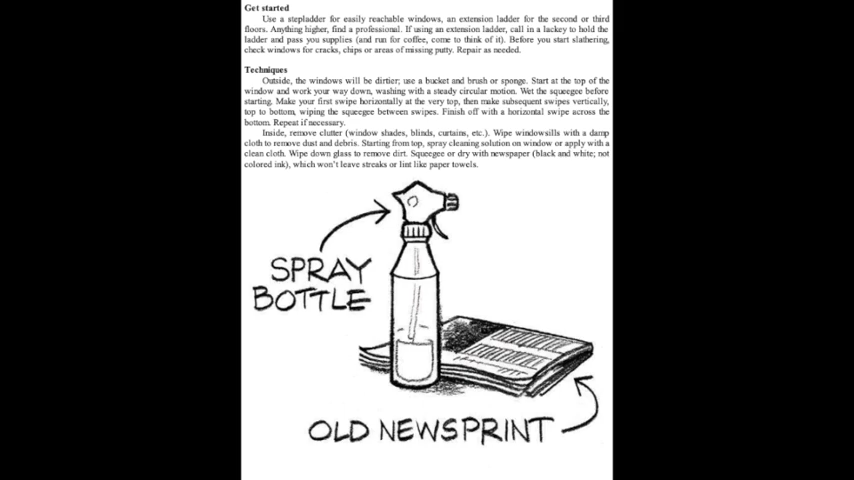 Get started
Use a stepladder for easily reachable windows, an extension ladder for the second or third
floors. Anything higher, find a professional. If using an extension ladder, call in a lackey to hold the
ladder and pass you supplies (and run for coffee, come to think of it). Before you start slathering,
check windows for cracks, chips or areas of missing putty. Repair as needed.
Techniques
Outside, the windows will be dirtier; use a bucket and brush or sponge. Start at the top of the
window and work your way down, washing with a steady circular motion. Wet the squeegee before
starting. Make your first swipe horizontally at the very top, then make subsequent swipes vertically,
top to bottom, wiping the squeegee between swipes. Finish off with a horizontal swipe across the
bottom. Repeat if necessary.
Inside, remove clutter (window shades, blinds, curtains, etc.). Wipe windowsills with a damp
cloth to remove dust and debris. Starting from top, spray cleaning solution on window or apply with a
clean cloth. Wipe down glass to remove dirt. Squeegee or dry with newspaper (black and white; not
colored ink), which won't leave streaks or lint like paper towels.
SPRAY
BOTTLE
OLD NEWSPRINT